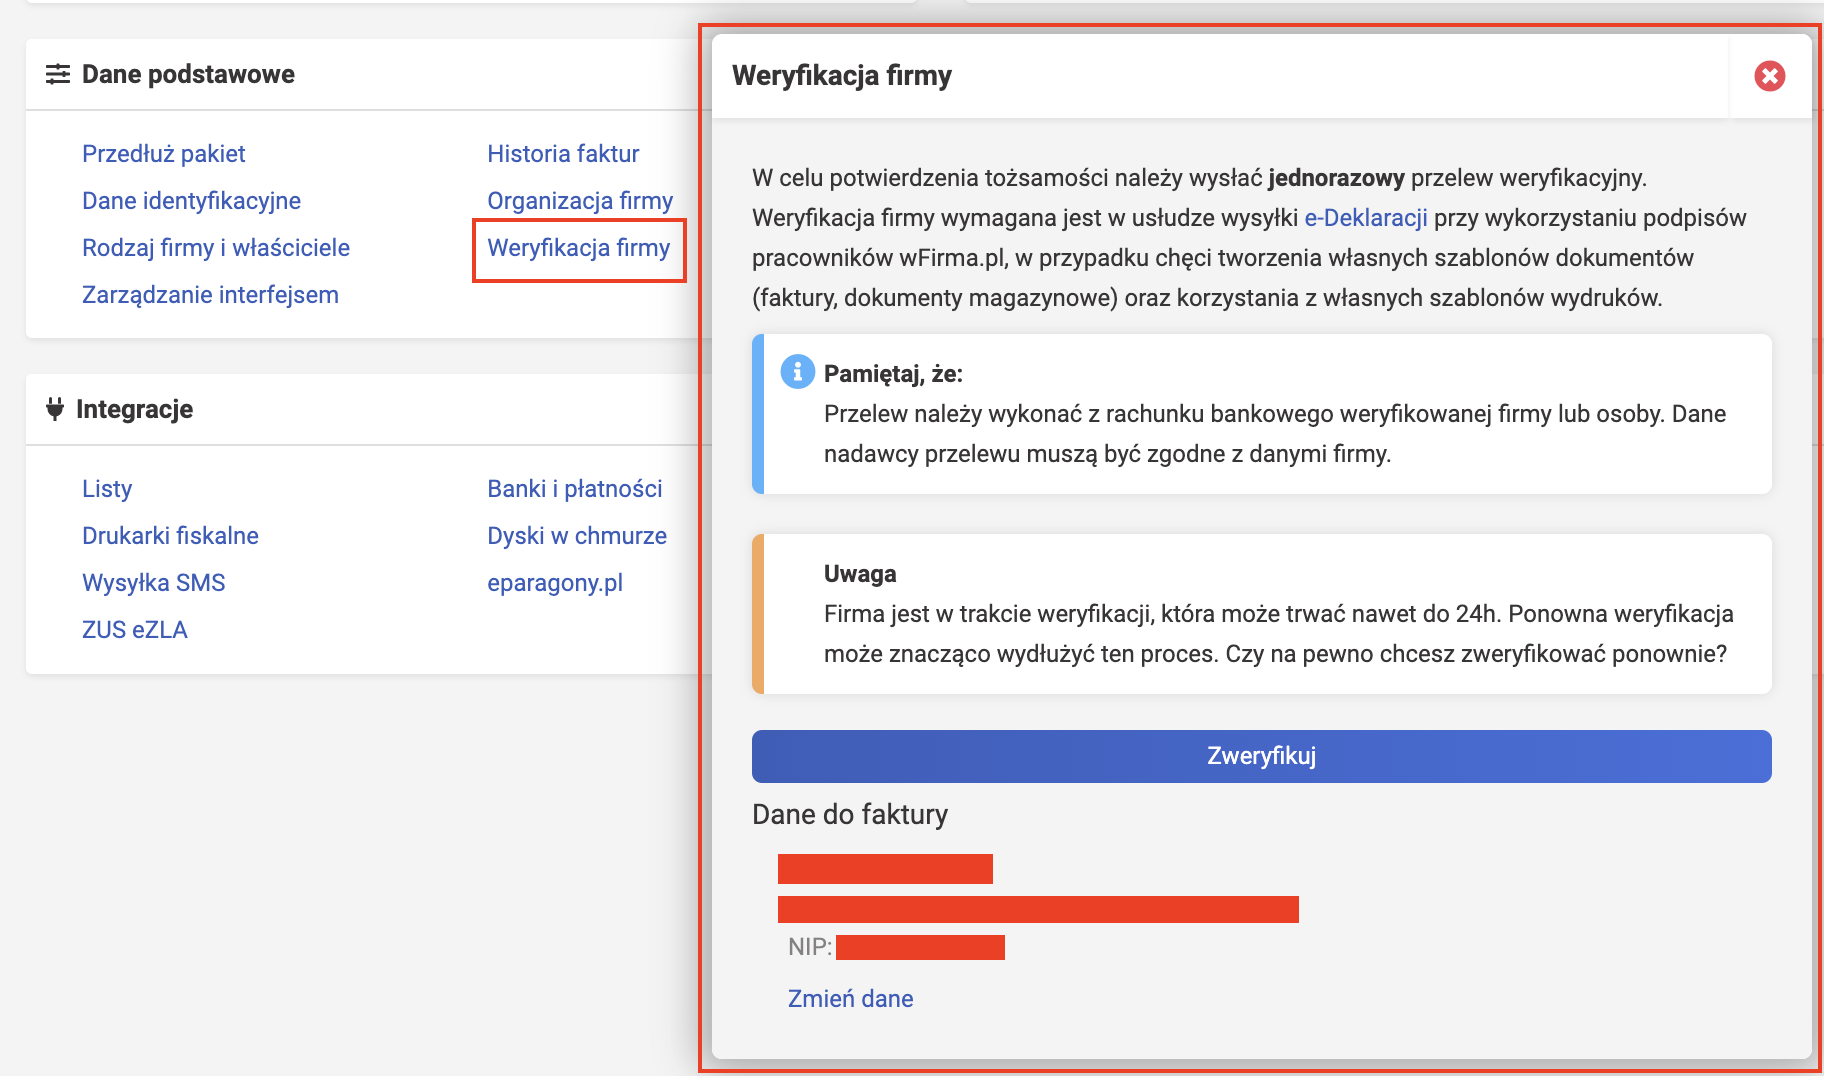 Dane podstawowe
Przedłuż pakiet
Historia faktur
Dane identyfikacyjne
Organizacja firmy
Rodzaj firmy i właściciele
Weryfikacja firmy
Zarządzanie interfejsem
Integracje
Listy
Banki i płatności
Drukarki fiskalne
Dyski w chmurze
Wysyłka SMS
eparagony.pl
ZUS eZLA
Weryfikacja firmy
W celu potwierdzenia tożsamości należy wysłać jednorazowy przelew weryfikacyjny.
Weryfikacja firmy wymagana jest w usłudze wysyłki e-Deklaracji przy wykorzystaniu podpisów
pracowników wFirma.pl, w przypadku chęci tworzenia własnych szablonów dokumentów
(faktury, dokumenty magazynowe) oraz korzystania z własnych szablonów wydruków.
Pamiętaj, że:
Przelew należy wykonać z rachunku bankowego weryfikowanej firmy lub osoby. Dane
nadawcy przelewu muszą być zgodne z danymi firmy.
Uwaga
Firma jest w trakcie weryfikacji, która może trwać nawet do 24h. Ponowna weryfikacja
może znacząco wydłużyć ten proces. Czy na pewno chcesz zweryfikować ponownie?
Zweryfikuj
Dane do faktury
NIP:
Zmień dane